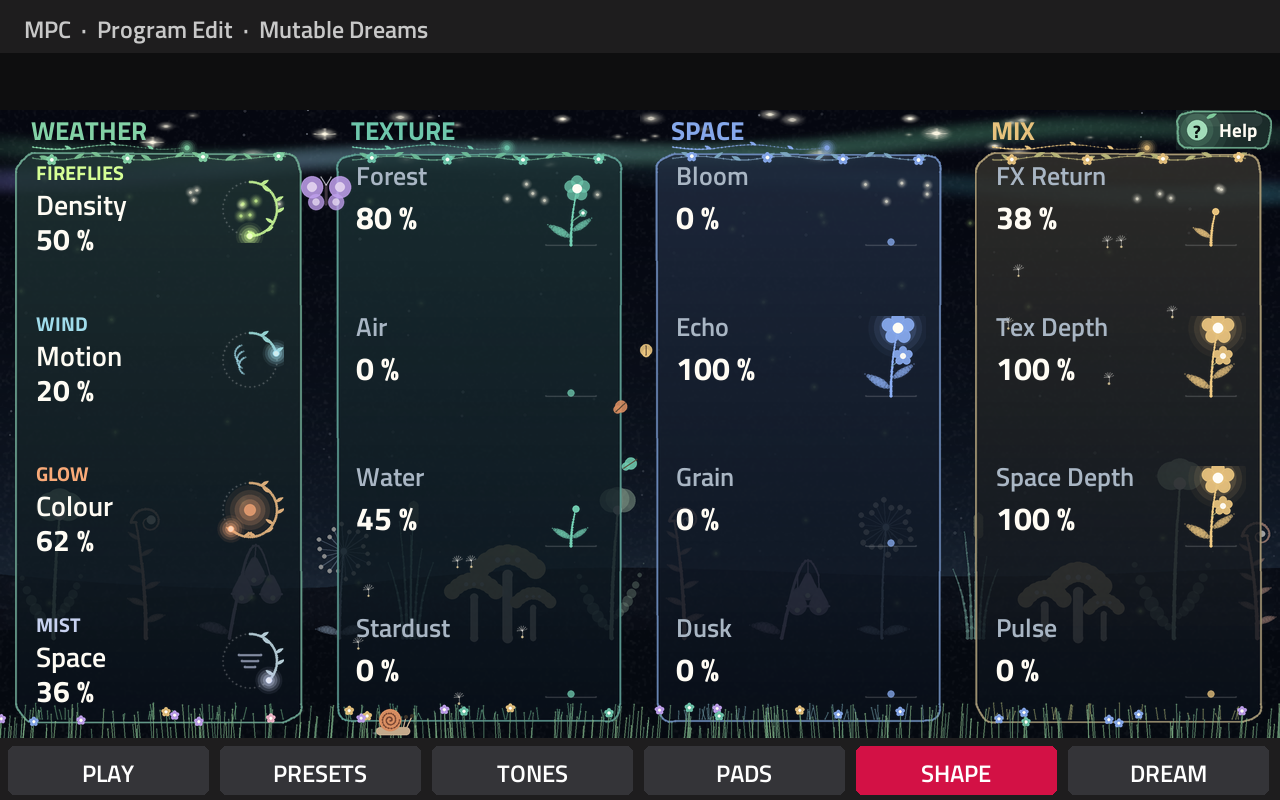 MPC · Program Edit · Mutable Dreams
WEATHER
FIREFLIES
Density
50 %
WIND
Motion
20 %
GLOW
Colour
62 %
MIST
Space
36 %
TEXTURE
Forest
80 %
Air
0 %
Water
45 %
Stardust
0 %
SPACE
Bloom
0 %
Echo
100 %
Grain
0 %
Dusk
0 %
MIX
? Help
FX Return
38 %
Tex Depth
100 %
Space Depth
100 %
Pulse
0 %
PLAY
PRESETS
TONES
PADS
SHAPE
DREAM